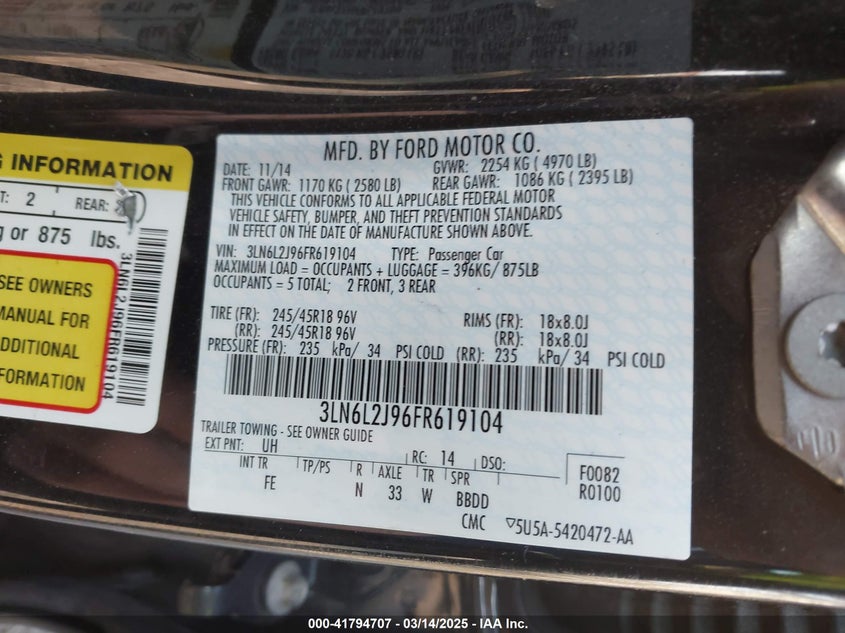 G INFORMATION
T: 2 REAR:
g or 875 lbs.
SEE OWNERS
MANUAL FOR
ADDITIONAL
INFORMATION
3LN6L2J96FR619104
MFD. BY FORD MOTOR CO.
DATE: 11/14 GVWR: 2254 KG ( 4970 LB)
FRONT GAWR: 1170 KG ( 2580 LB) REAR GAWR: 1086 KG ( 2395 LB)
THIS VEHICLE CONFORMS TO ALL APPLICABLE FEDERAL MOTOR
VEHICLE SAFETY, BUMPER, AND THEFT PREVENTION STANDARDS
IN EFFECT ON THE DATE OF MANUFACTURE SHOWN ABOVE.
VIN: 3LN6L2J96FR619104 TYPE: Passenger Car
MAXIMUM LOAD = OCCUPANTS + LUGGAGE = 396KG/ 875LB
OCCUPANTS = 5 TOTAL; 2 FRONT, 3 REAR
TIRE (FR): 245/45R18 96V RIMS (FR): 18x8.0J
(RR): 245/45R18 96V (RR): 18x8.0J
PRESSURE (FR): 235 kPa/ 34 PSI COLD (RR): 235 kPa/ 34 PSI COLD
3LN6L2J96FR619104
TRAILER TOWING - SEE OWNER GUIDE
EXT PNT: UH RC: 14 DSO: F0082
INT TR TP/PS R AXLE TR SPR R0100
FE N 33 W BBDD
CMC ▽5U5A-5420472-AA
000-41794707 - 03/14/2025 - IAA Inc.